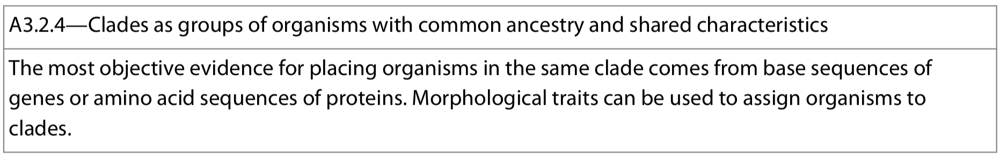 A3.2.4—Clades as groups of organisms with common ancestry and shared characteristics
The most objective evidence for placing organisms in the same clade comes from base sequences of
genes or amino acid sequences of proteins. Morphological traits can be used to assign organisms to
clades.